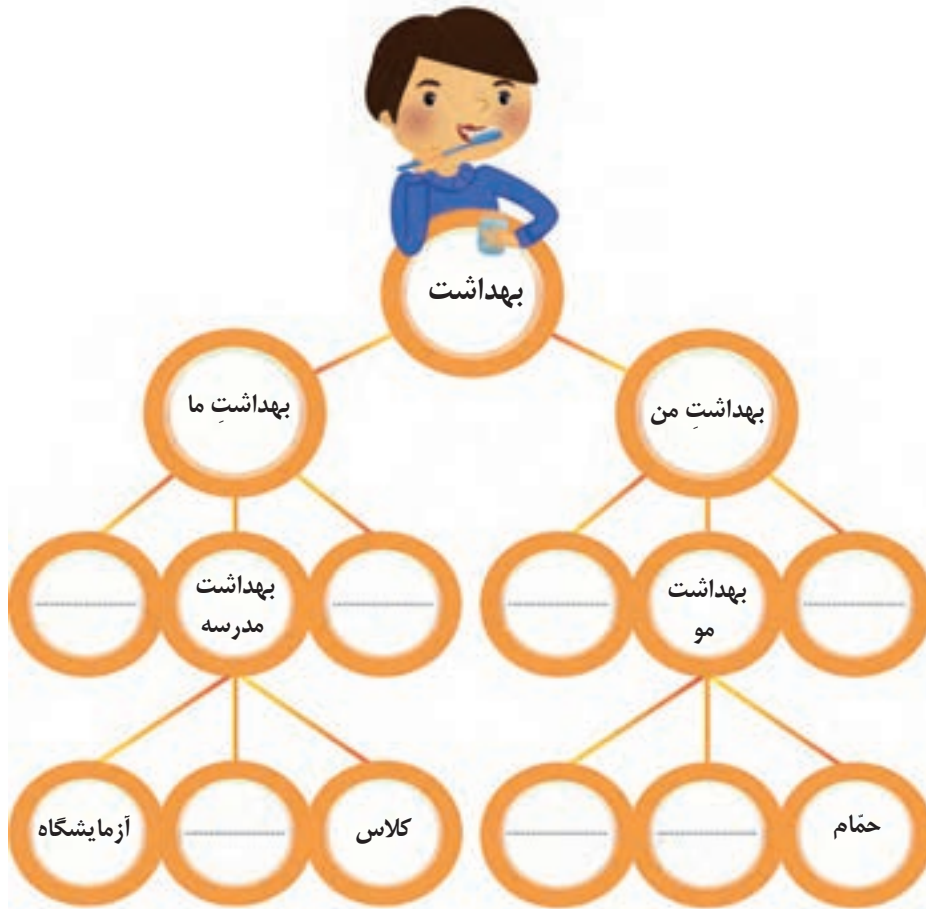 بهداشت
بهداشتِ من
بهداشتِ ما
بهداشت
مو
بهداشت
مدرسه
حمّام
کلاس
آزمایشگاه